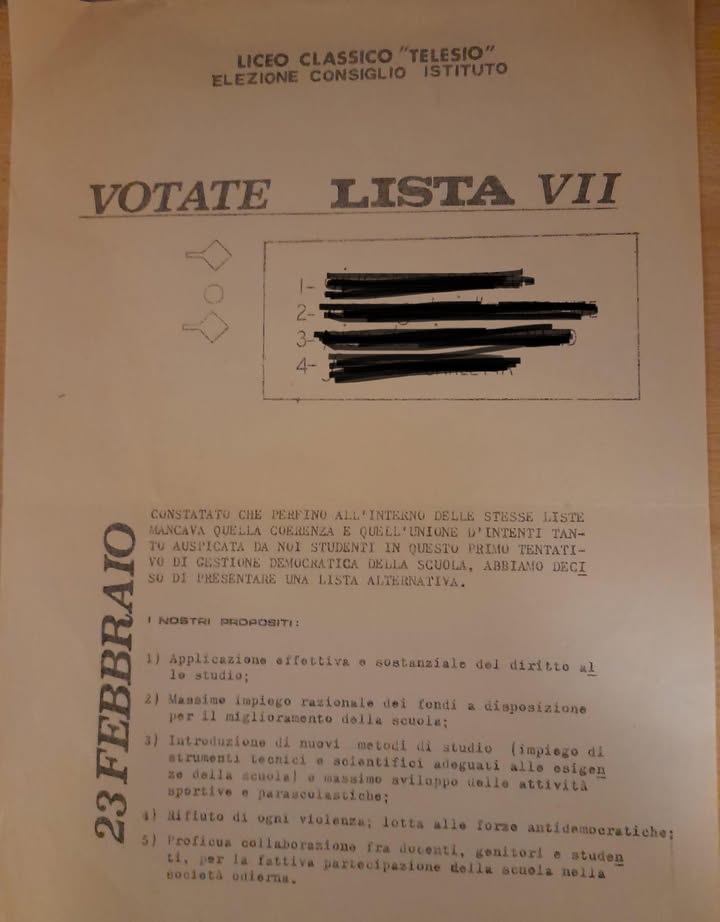 LICEO CLASSICO "TELESIO"
ELEZIONE CONSIGLIO ISTITUTO
VOTATE LISTA VII
1-
2-
3-
4-
23 FEBBRAIO
CONSTATATO CHE PERFINO ALL'INTERNO DELLE STESSE LISTE
MANCAVA QUELLA COERENZA E QUELL'UNIONE D'INTENTI TAN-
TO AUSPICATA DA NOI STUDENTI IN QUESTO PRIMO TENTATI-
VO DI GESTIONE DEMOCRATICA DELLA SCUOLA, ABBIAMO DECI
SO DI PRESENTARE UNA LISTA ALTERNATIVA.
I NOSTRI PROPOSITI:
1) Applicazione effettiva e sostanziale del diritto al
lo studio;
2) Massimo impiego razionale dei fondi a disposizione
per il miglioramento della scuola;
3) Introduzione di nuovi metodi di studio (impiego di
strumenti tecnici e scientifici adeguati alle esigen
ze della scuola) e massimo sviluppo delle attività
sportive e parascolastiche;
4) Rifiuto di ogni violenza; lotta alle forze antidemocratiche;
5) Proficua collaborazione fra docenti, genitori e studen
ti, per la fattiva partecipazione della scuola nella
società odierna.